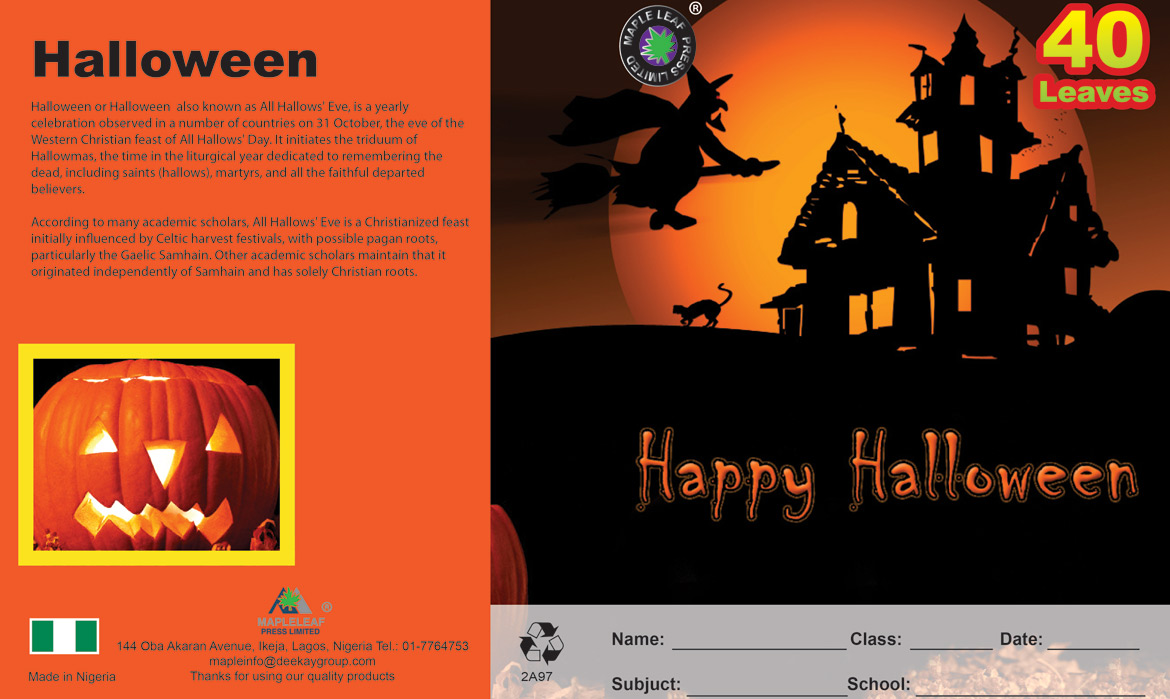 Halloween
Halloween or Halloween  also known as All Hallows' Eve, is a yearly
celebration observed in a number of countries on 31 October, the eve of the
Western Christian feast of All Hallows' Day. It initiates the triduum of
Hallowmas, the time in the liturgical year dedicated to remembering the
dead, including saints (hallows), martyrs, and all the faithful departed
believers.
According to many academic scholars, All Hallows' Eve is a Christianized feast
initially influenced by Celtic harvest festivals, with possible pagan roots,
particularly the Gaelic Samhain. Other academic scholars maintain that it
originated independently of Samhain and has solely Christian roots.
®
MAPLELEAF
PRESS LIMITED
144 Oba Akaran Avenue, Ikeja, Lagos, Nigeria Tel.: 01-7764753
mapleinfo@deekaygroup.com
Made in Nigeria
Thanks for using our quality products
MAPLE LEAF PRESS LIMITED
®
40
Leaves
Happy Halloween
2A97
Name:
Class:
Date:
Subjuct:
School: